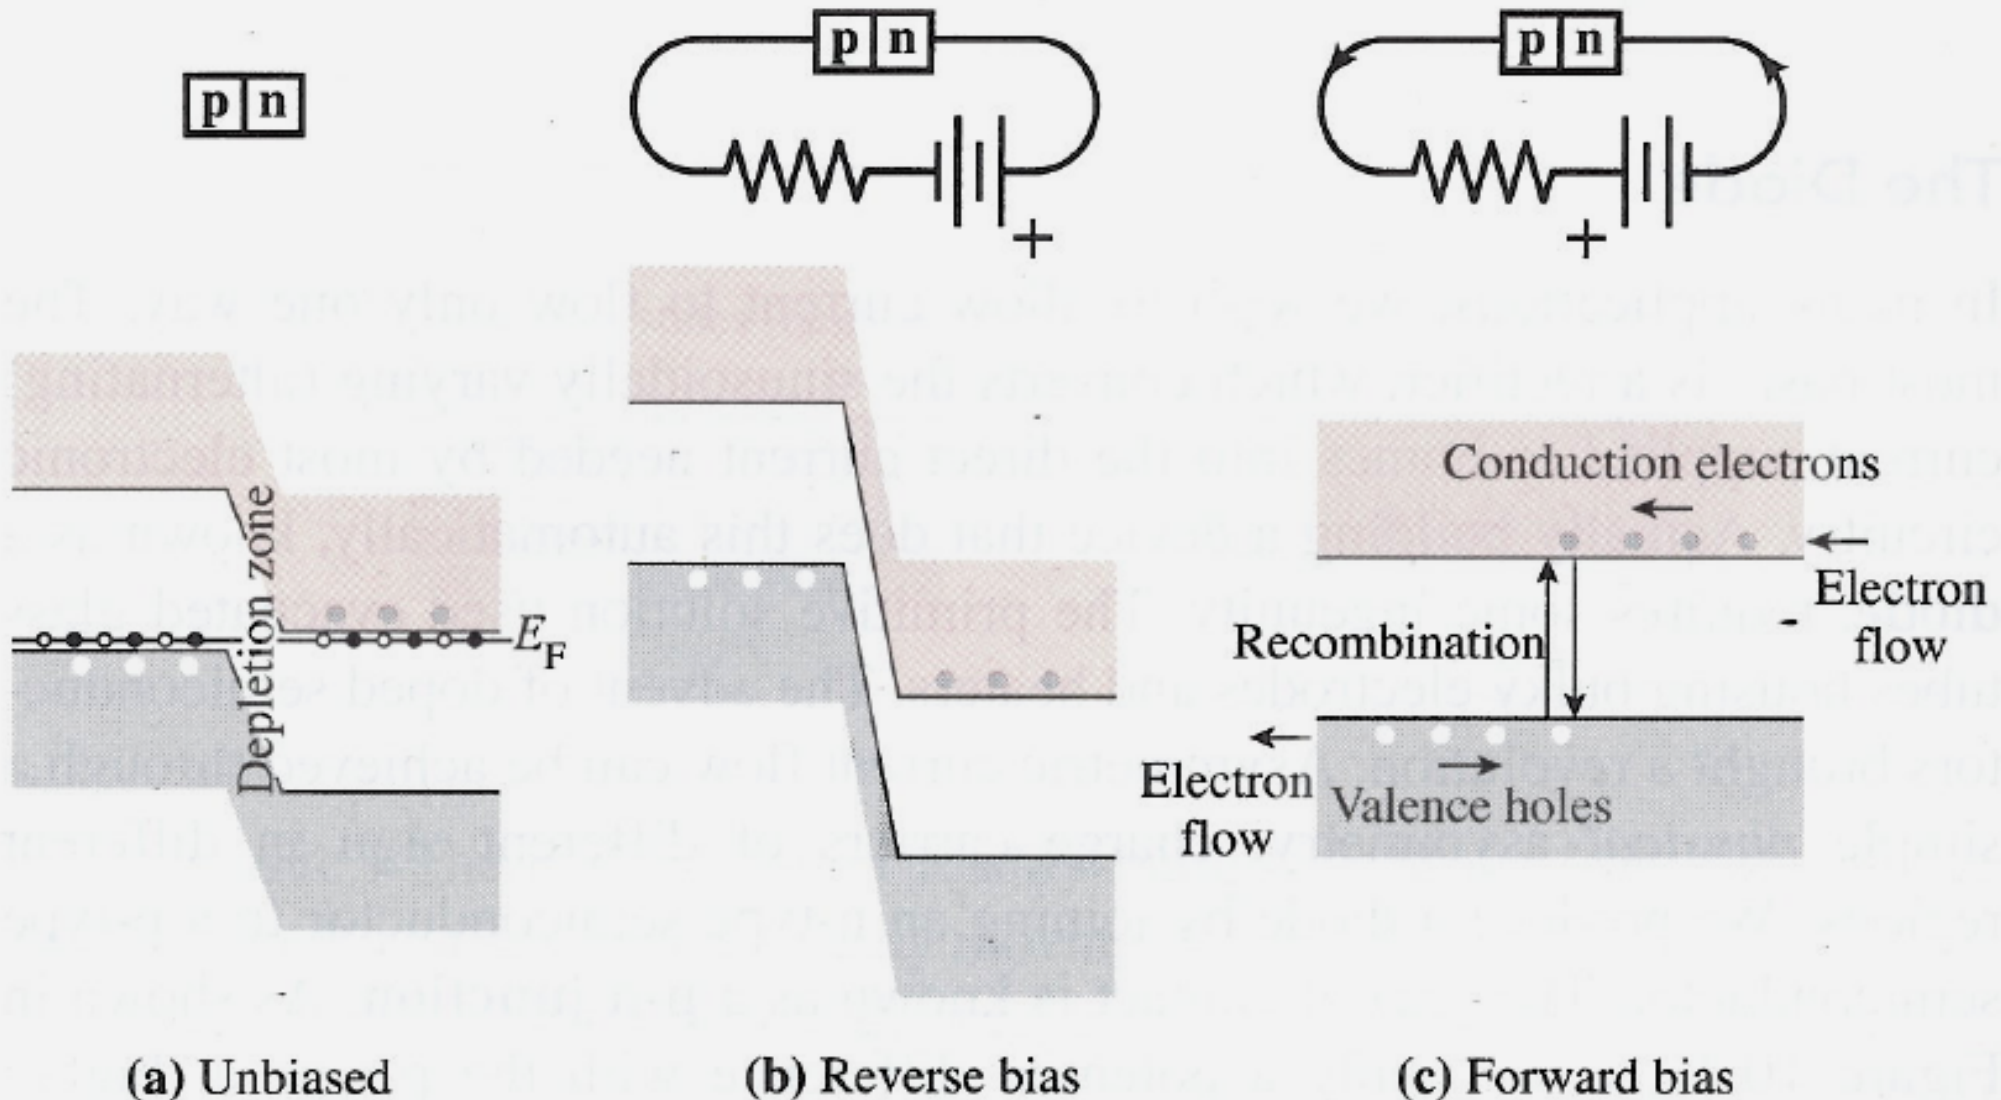 p n
p n
+
p n
+
Depletion zone
E_F
Conduction electrons
Electron
flow
Recombination
Electron
flow
Valence holes
(a) Unbiased
(b) Reverse bias
(c) Forward bias